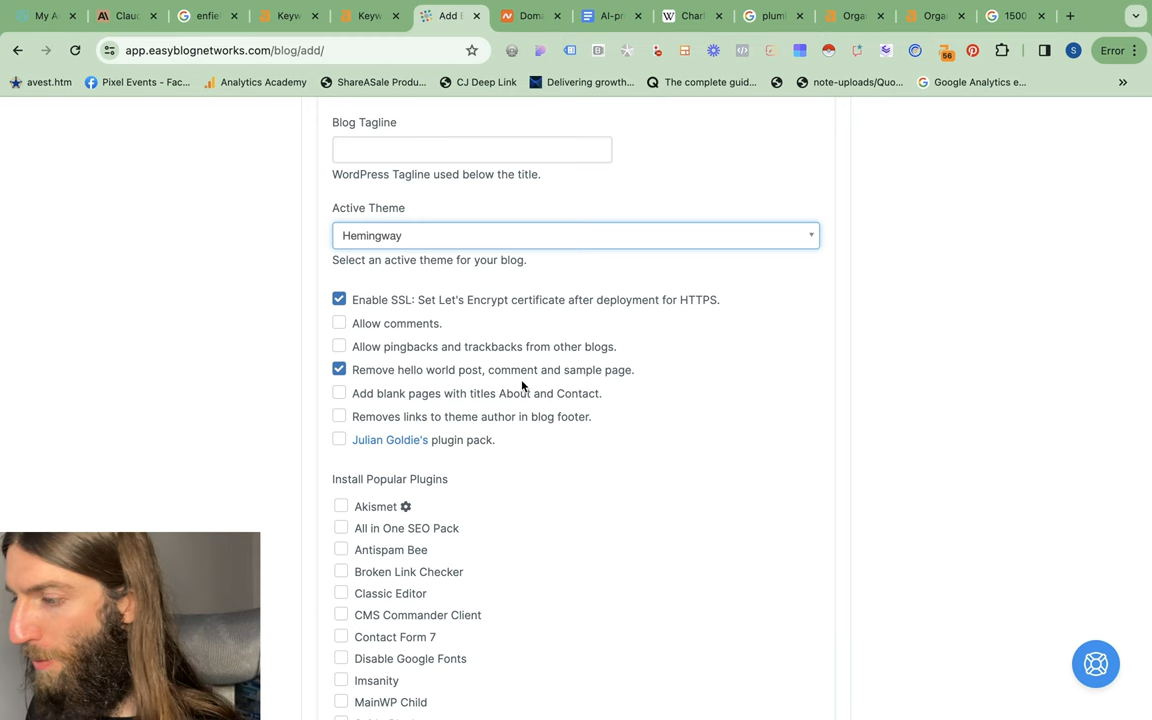 My A
Clauc
enfie
Keyw
Keyw
Add
Dom
AI-pr
Charl
plum
Orga
Orga
1500
app.easyblognetworks.com/blog/add/
56
S
Error
avest.htm
Pixel Events - Fac...
Analytics Academy
ShareASale Produ...
CJ Deep Link
Delivering growth...
The complete guid...
note-uploads/Quo...
Google Analytics e...
Blog Tagline
WordPress Tagline used below the title.
Active Theme
Hemingway
Select an active theme for your blog.
Enable SSL: Set Let's Encrypt certificate after deployment for HTTPS.
Allow comments.
Allow pingbacks and trackbacks from other blogs.
Remove hello world post, comment and sample page.
Add blank pages with titles About and Contact.
Removes links to theme author in blog footer.
Julian Goldie's plugin pack.
Install Popular Plugins
Akismet
All in One SEO Pack
Antispam Bee
Broken Link Checker
Classic Editor
CMS Commander Client
Contact Form 7
Disable Google Fonts
Imsanity
MainWP Child